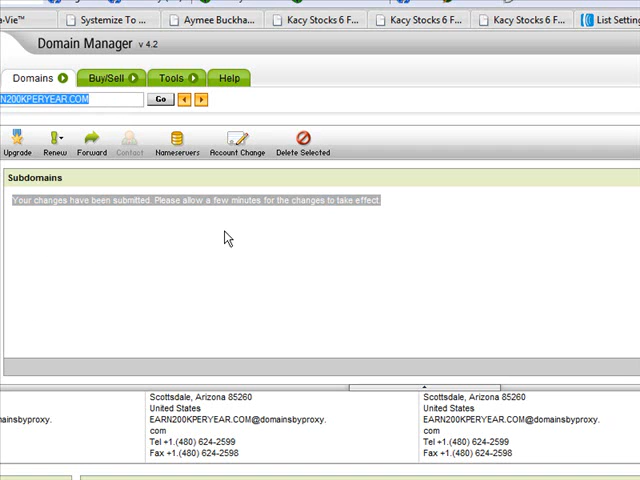 a-Vie™ Systemize To ... Aymee Buckha... Kacy Stocks 6 F... Kacy Stocks 6 F... Kacy Stocks 6 F... List Setting
Domain Manager v 4.2
Domains Buy/Sell Tools Help
N200KPERYEAR.COM Go
Upgrade Renew Forward Contact Nameservers Account Change Delete Selected
Subdomains
Your changes have been submitted. Please allow a few minutes for the changes to take effect.
Scottsdale, Arizona 85260
United States
ainsbyproxy. EARN200KPERYEAR.COM@domainsbyproxy.
com
Tel +1.(480) 624-2599
Fax +1.(480) 624-2598
Scottsdale, Arizona 85260
United States
EARN200KPERYEAR.COM@domainsbyproxy.
com
Tel +1.(480) 624-2599
Fax +1.(480) 624-2598